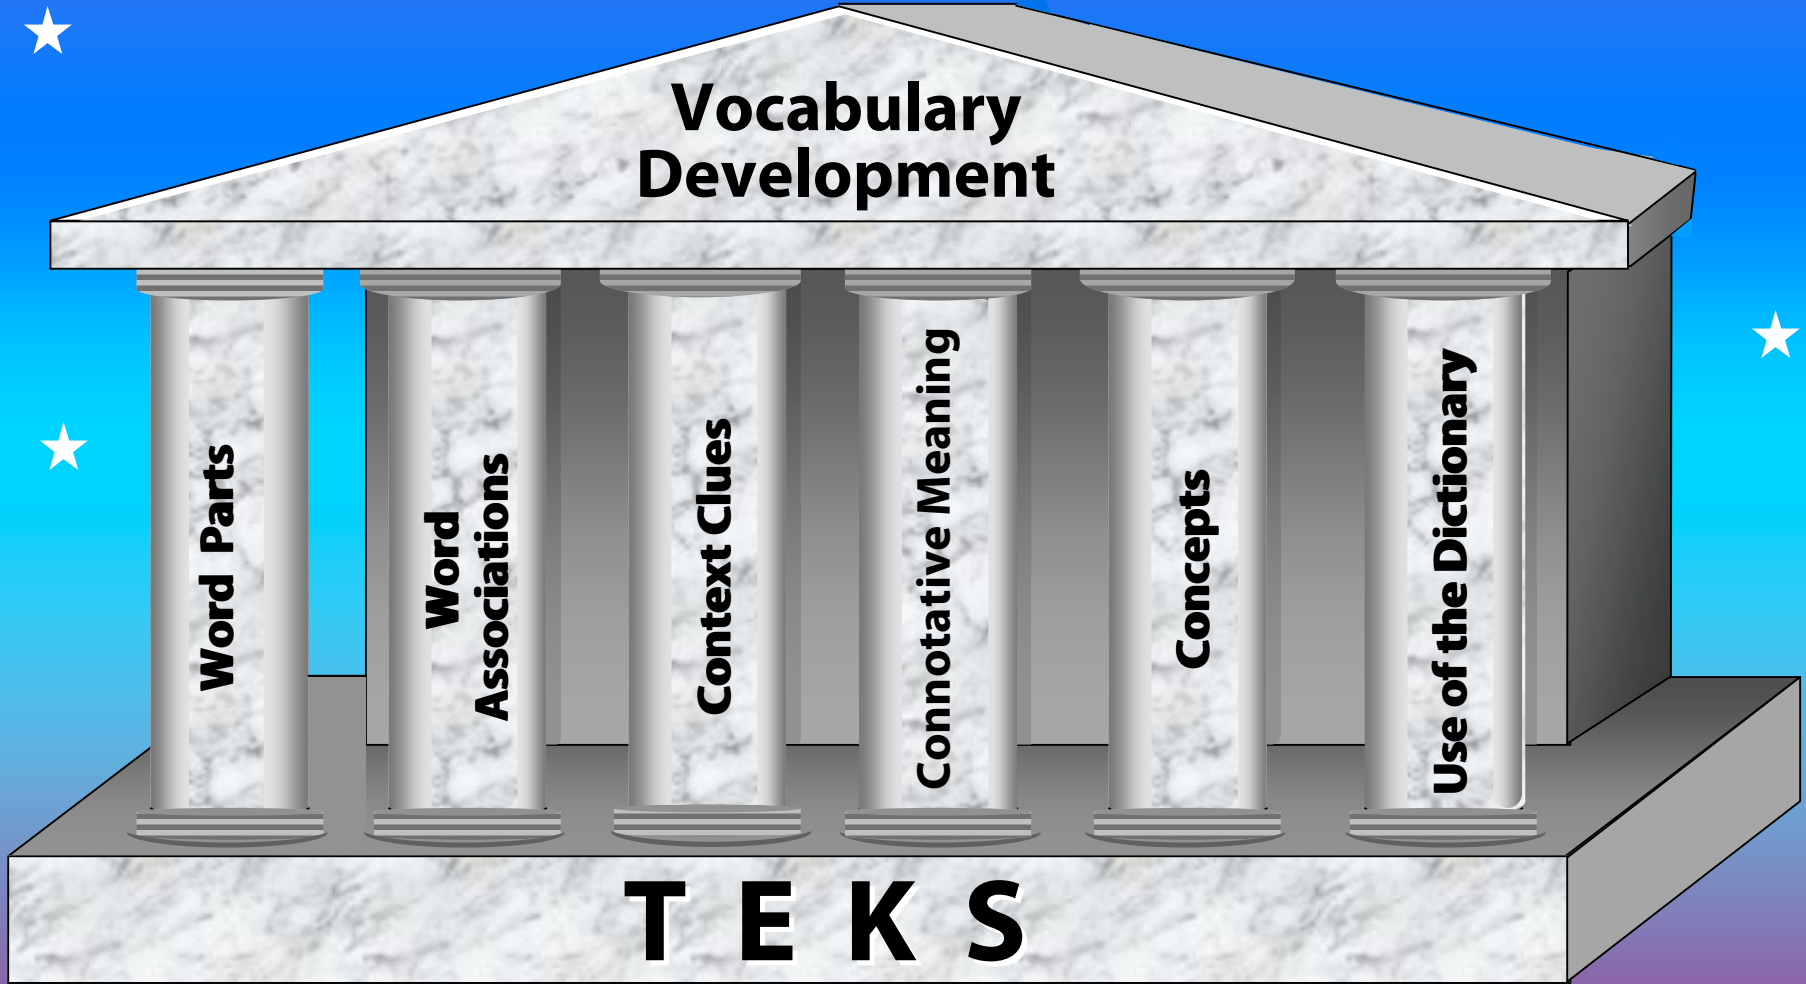 Vocabulary
Development
Word Parts
Word
Associations
Context Clues
Connotative Meaning
Concepts
Use of the Dictionary
T E K S